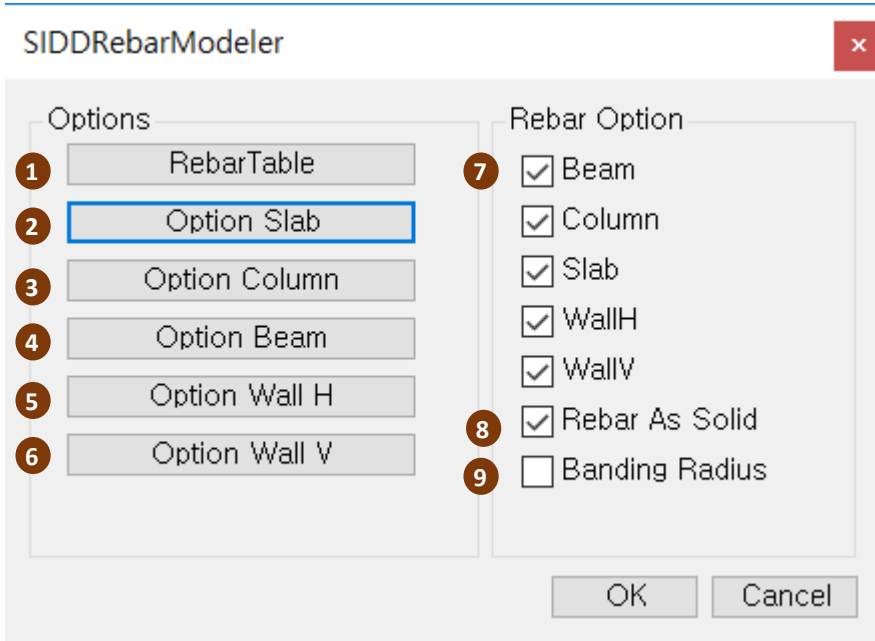 SIDDRebarModeler
×
Options
1 RebarTable
2 Option Slab
3 Option Column
4 Option Beam
5 Option Wall H
6 Option Wall V
Rebar Option
7 Beam
Column
Slab
WallH
WallV
8 Rebar As Solid
9 Banding Radius
OK Cancel